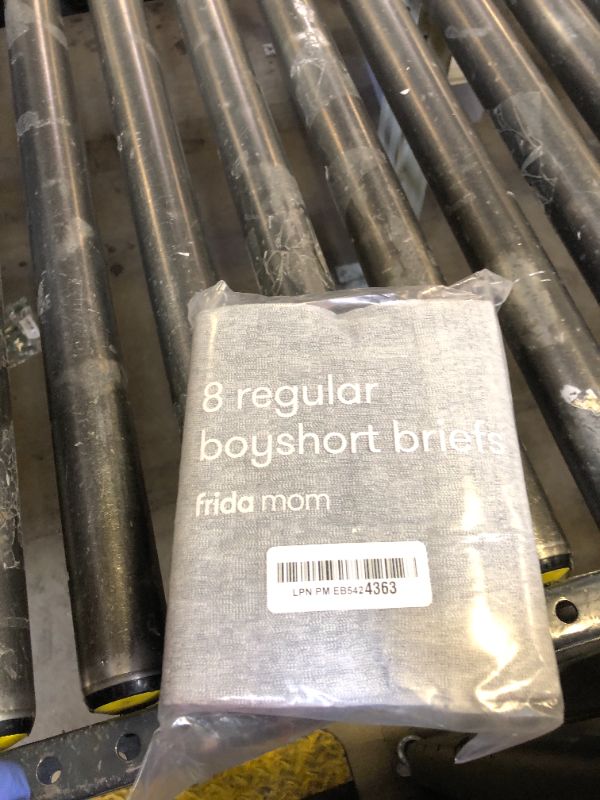 8 regular
boyshort briefs
frida mom
LPN PM EB5424363